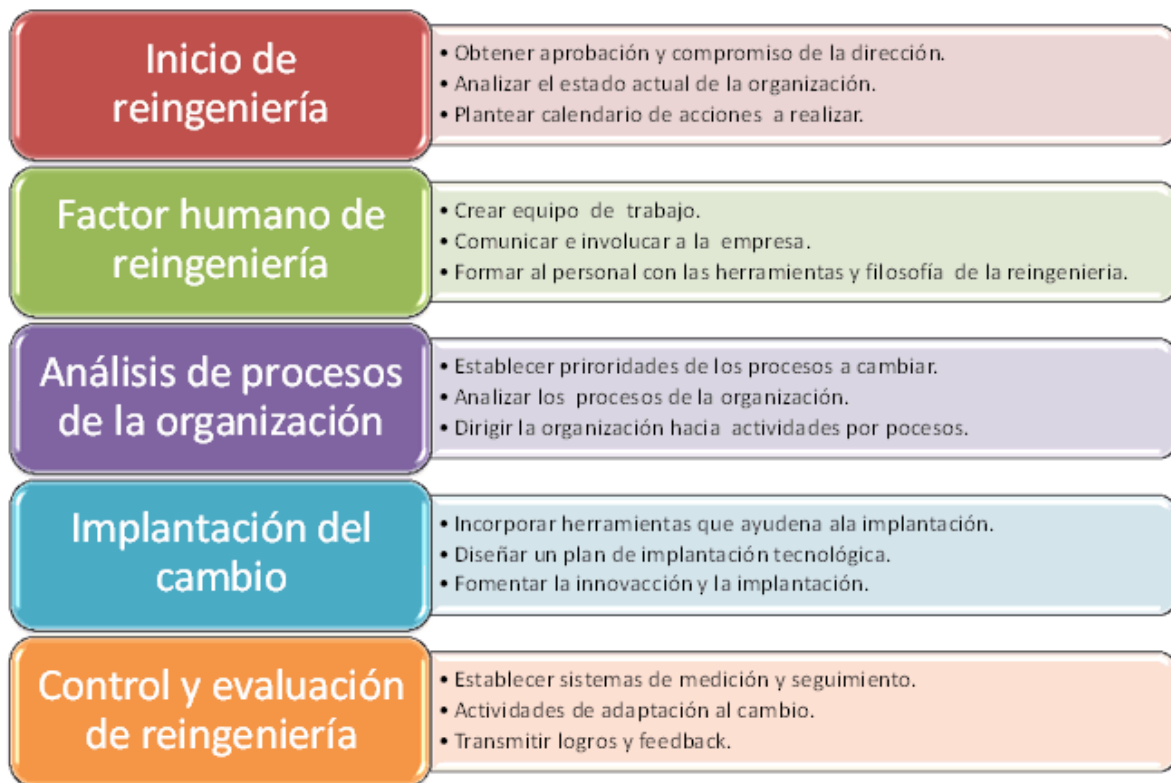 Inicio de
reingeniería
• Obtener aprobación y compromiso de la dirección.
• Analizar el estado actual de la organización.
• Plantear calendario de acciones a realizar.
Factor humano de
reingeniería
• Crear equipo de trabajo.
• Comunicar e involucar a la empresa.
• Formar al personal con las herramientas y filosofía de la reingenieria.
Análisis de procesos
de la organización
• Establecer priroridades de los procesos a cambiar.
• Analizar los procesos de la organización.
• Dirigir la organización hacia actividades por pocesos.
Implantación del
cambio
• Incorporar herramientas que ayudena ala implantación.
• Diseñar un plan de implantación tecnológica.
• Fomentar la innovacción y la implantación.
Control y evaluación
de reingeniería
• Establecer sistemas de medición y seguimiento.
• Actividades de adaptación al cambio.
• Transmitir logros y feedback.